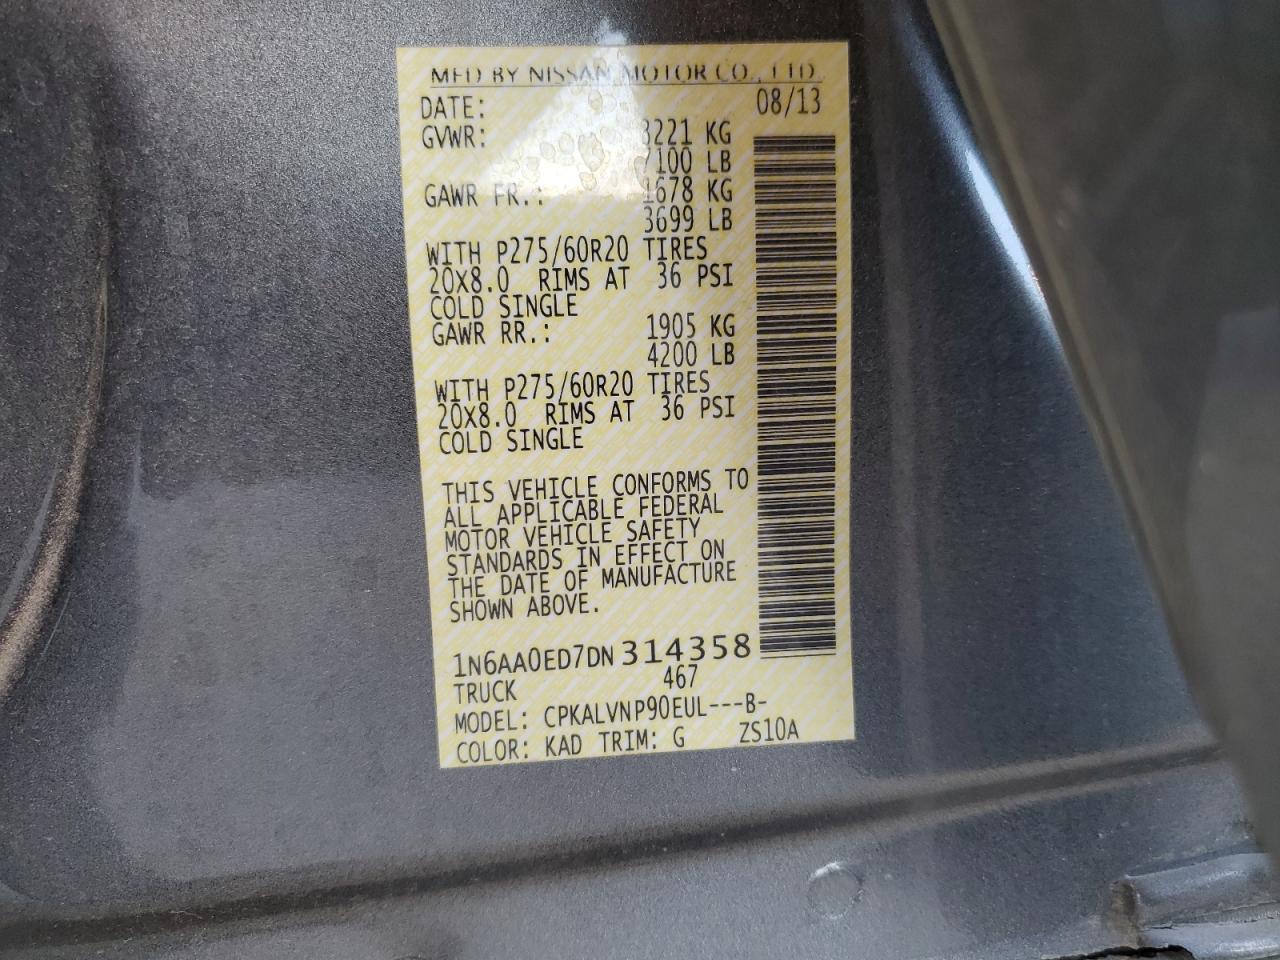 MFD BY NISSAN MOTOR CO., LTD.
DATE: 08/13
GVWR: 3221 KG
7100 LB
GAWR FR.: 1678 KG
3699 LB
WITH P275/60R20 TIRES
20X8.0 RIMS AT 36 PSI
COLD SINGLE
GAWR RR.: 1905 KG
4200 LB
WITH P275/60R20 TIRES
20X8.0 RIMS AT 36 PSI
COLD SINGLE
THIS VEHICLE CONFORMS TO
ALL APPLICABLE FEDERAL
MOTOR VEHICLE SAFETY
STANDARDS IN EFFECT ON
THE DATE OF MANUFACTURE
SHOWN ABOVE.
1N6AA0ED7DN314358
TRUCK 467
MODEL: CPKALVNP90EUL---B-
COLOR: KAD TRIM: G ZS10A